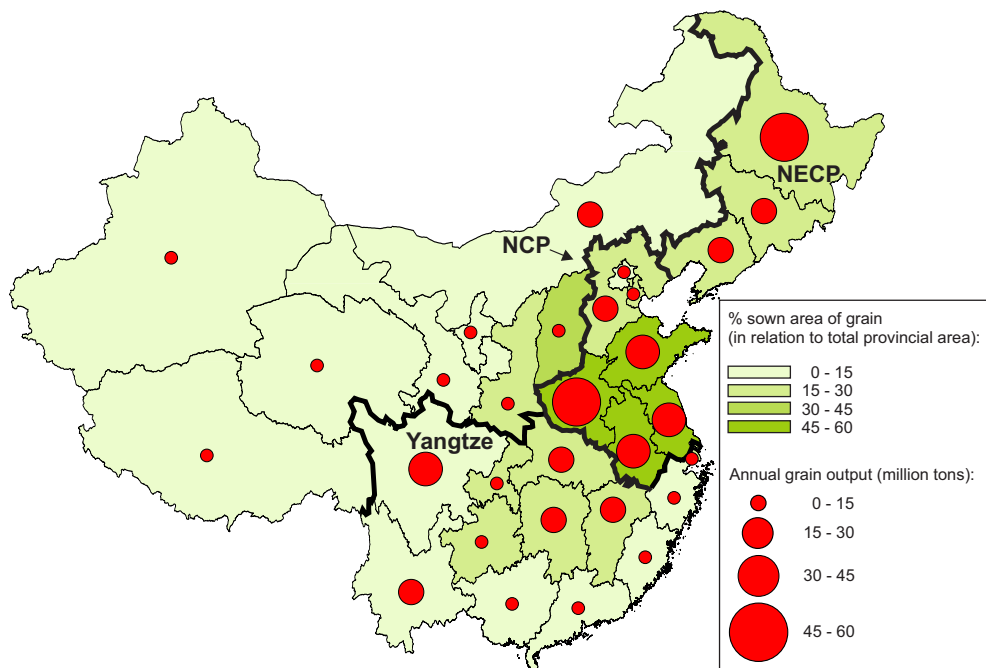 NECP
NCP
Yangtze
% sown area of grain
(in relation to total provincial area):
0 - 15
15 - 30
30 - 45
45 - 60
Annual grain output (million tons):
0 - 15
15 - 30
30 - 45
45 - 60